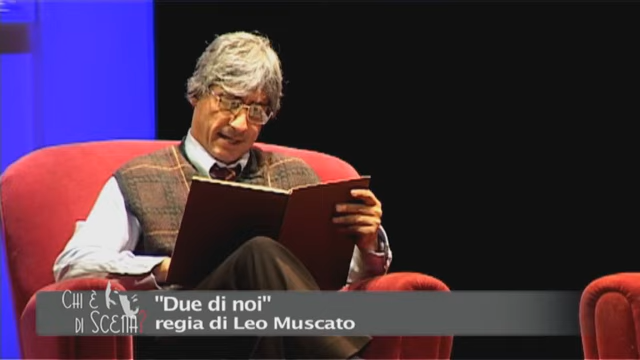 CHI È
DI SCENA?
"Due di noi"
regia di Leo Muscato